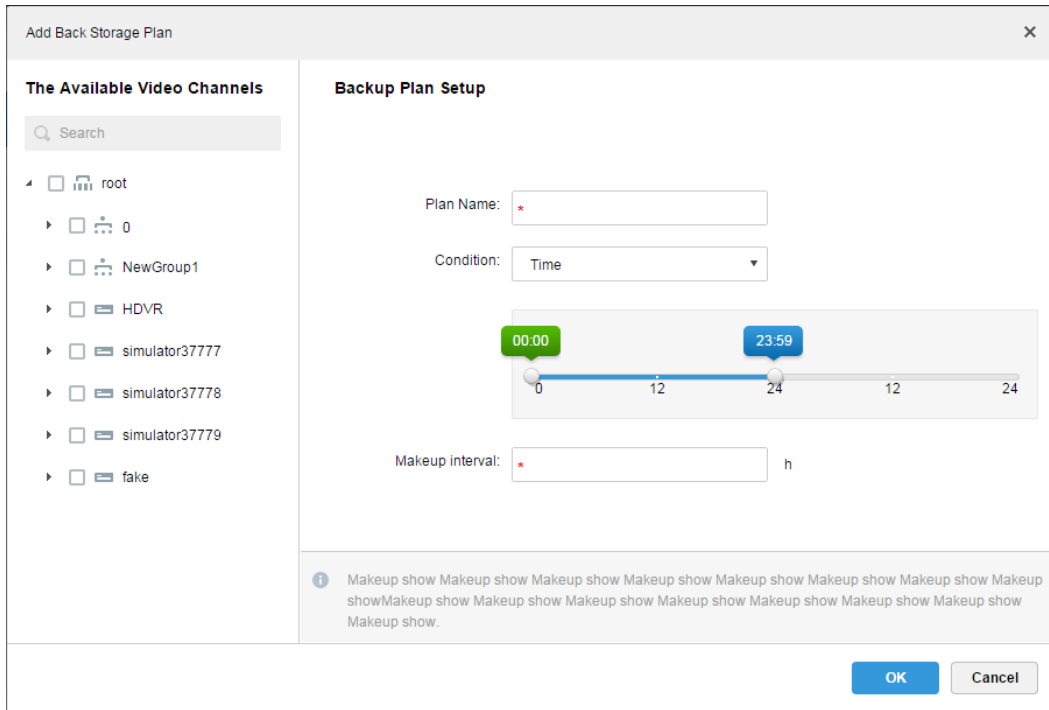 Add Back Storage Plan
The Available Video Channels
Search
root
0
NewGroup1
HDVR
simulator37777
simulator37778
simulator37779
fake
Backup Plan Setup
Plan Name: *
Condition: Time
00:00 23:59
0 12 24 12 24
Makeup interval: * h
Makeup show Makeup show Makeup show Makeup show Makeup show Makeup show Makeup show Makeup
showMakeup show Makeup show Makeup show Makeup show Makeup show Makeup show Makeup show
Makeup show.
OK Cancel